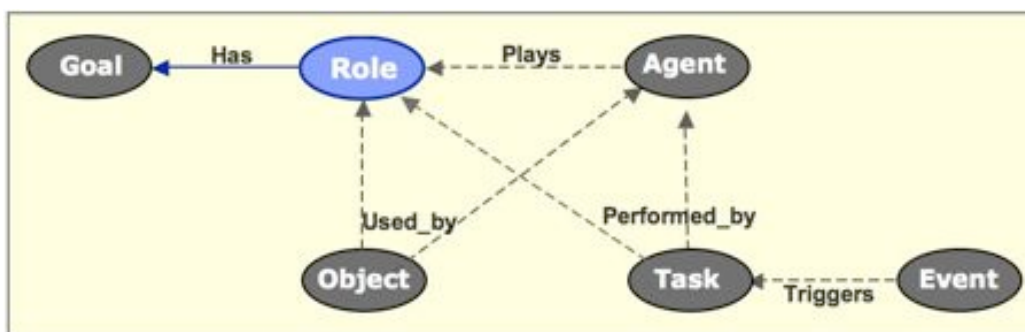 Goal
Has
Role
Plays
Agent
Used_by
Performed_by
Object
Task
Triggers
Event